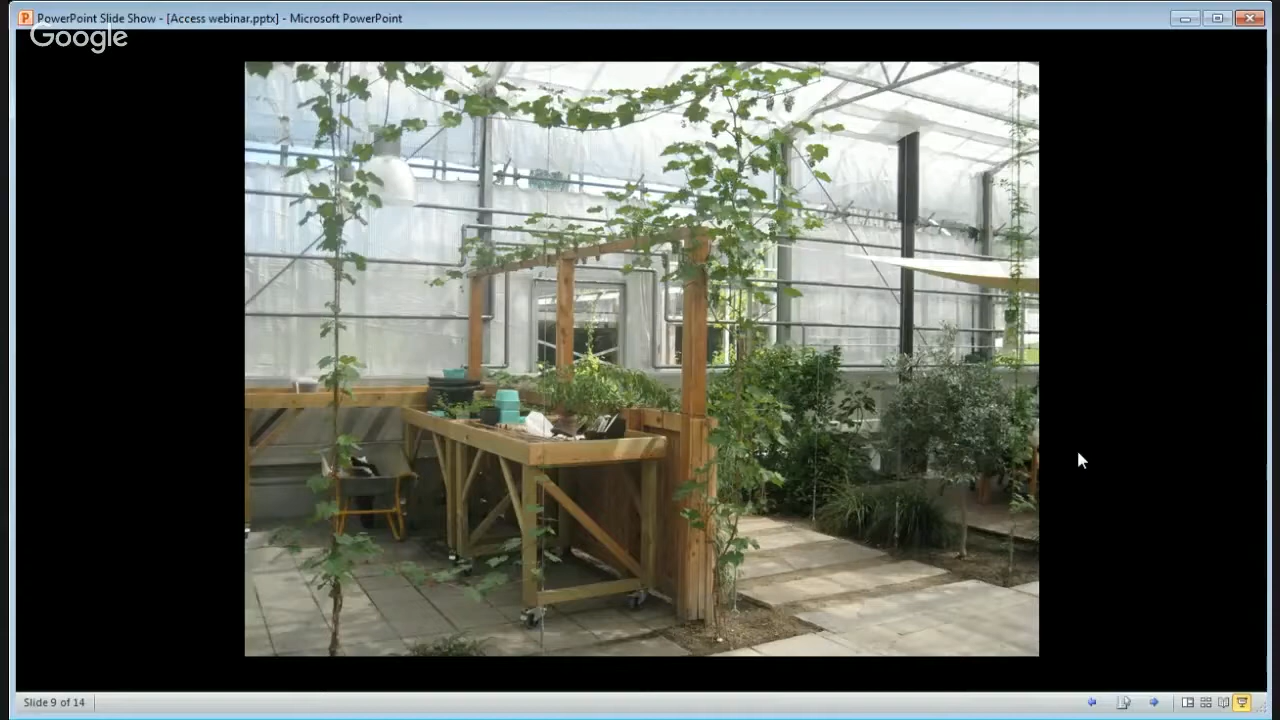 PowerPoint Slide Show - [Access webinar.pptx] - Microsoft PowerPoint
Google
Slide 9 of 14